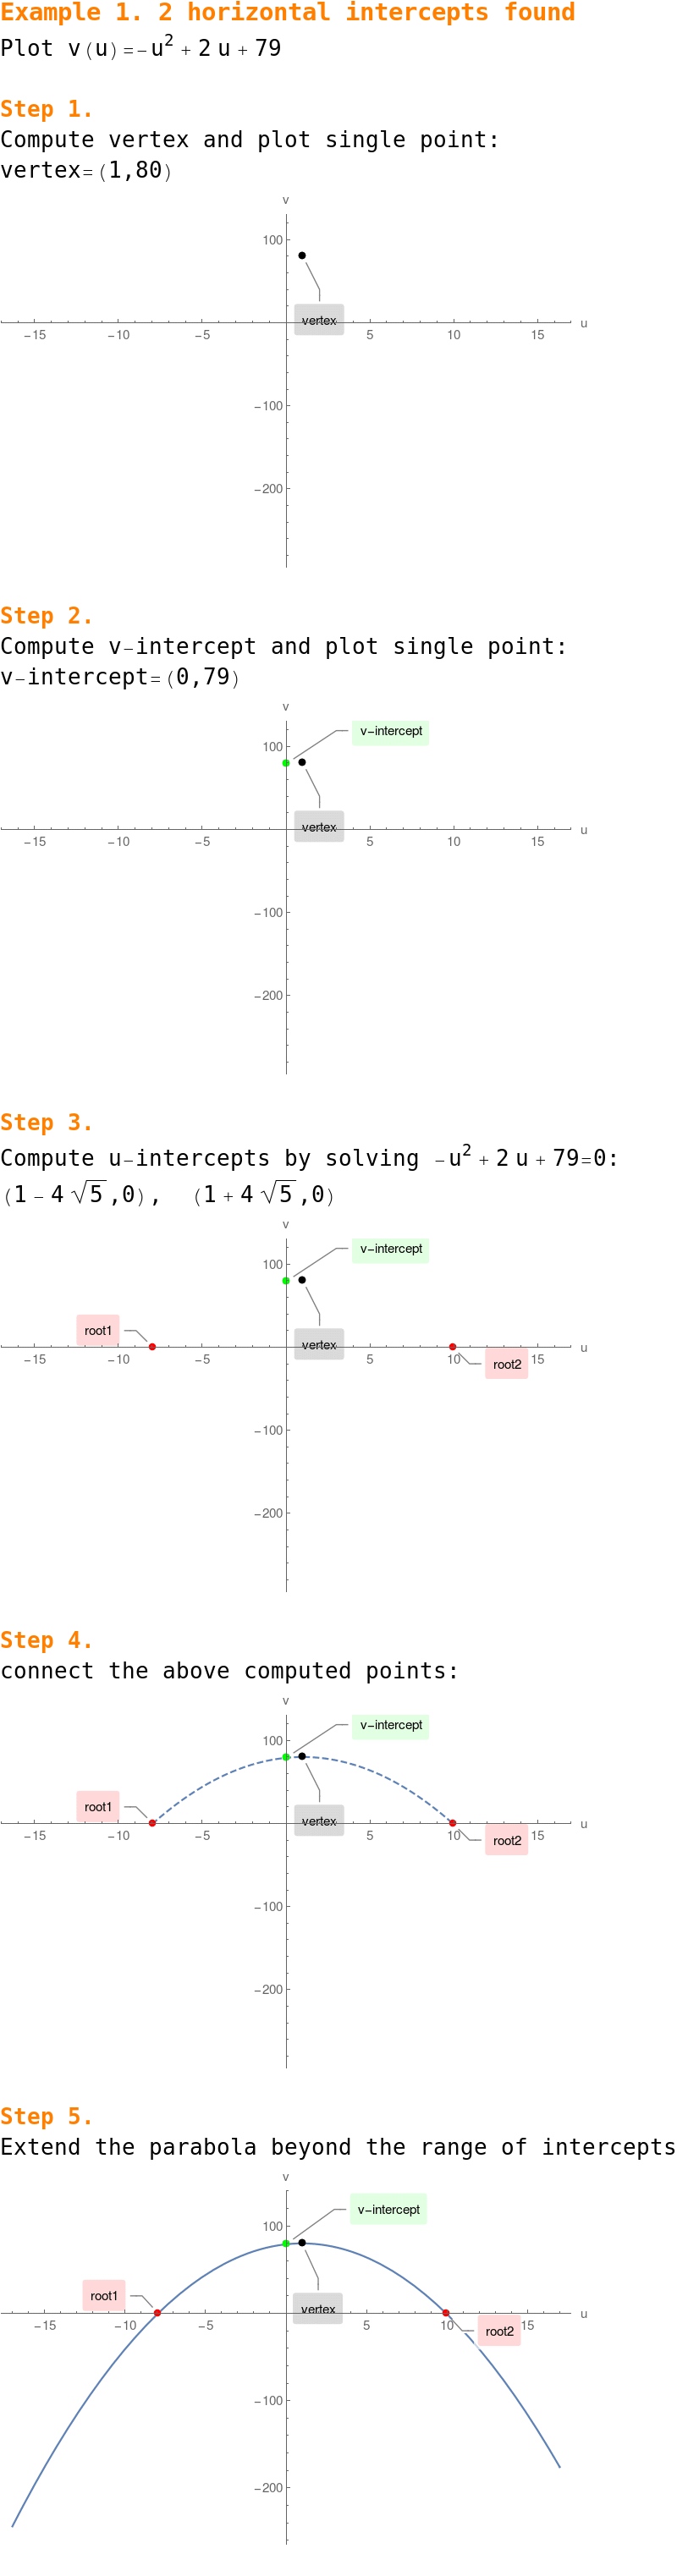 Example 1. 2 horizontal intercepts found
Plot v(u)=-u² + 2 u + 79
Step 1.
Compute vertex and plot single point:
vertex=(1,80)
v
100
vertex
-15 -10 -5 5 10 15 u
-100
-200
Step 2.
Compute v-intercept and plot single point:
v-intercept=(0,79)
v
v-intercept
100
vertex
-15 -10 -5 5 10 15 u
-100
-200
Step 3.
Compute u-intercepts by solving -u² + 2 u + 79=0:
(1 - 4 √5 ,0), (1 + 4 √5 ,0)
v
v-intercept
100
root1
vertex
-15 -10 -5 5 10 15 u
root2
-100
-200
Step 4.
connect the above computed points:
v
v-intercept
100
root1
vertex
-15 -10 -5 5 10 15 u
root2
-100
-200
Step 5.
Extend the parabola beyond the range of intercepts
v
v-intercept
100
root1
vertex
-15 -10 -5 5 10 15 u
root2
-100
-200